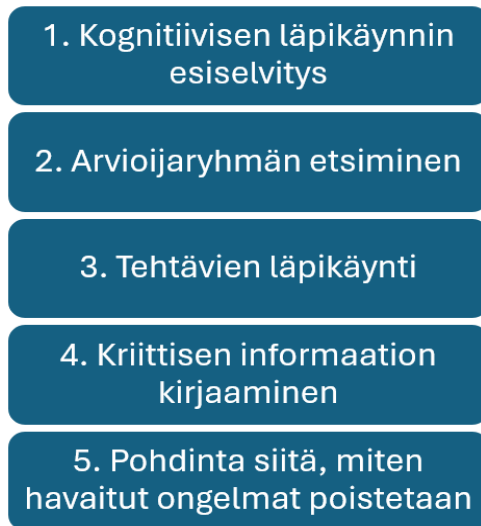 1. Kognitiivisen läpikäynnin
esiselvitys
2. Arvioijaryhmän etsiminen
3. Tehtävien läpikäynti
4. Kriittisen informaation
kirjaaminen
5. Pohdinta siitä, miten
havaitut ongelmat poistetaan